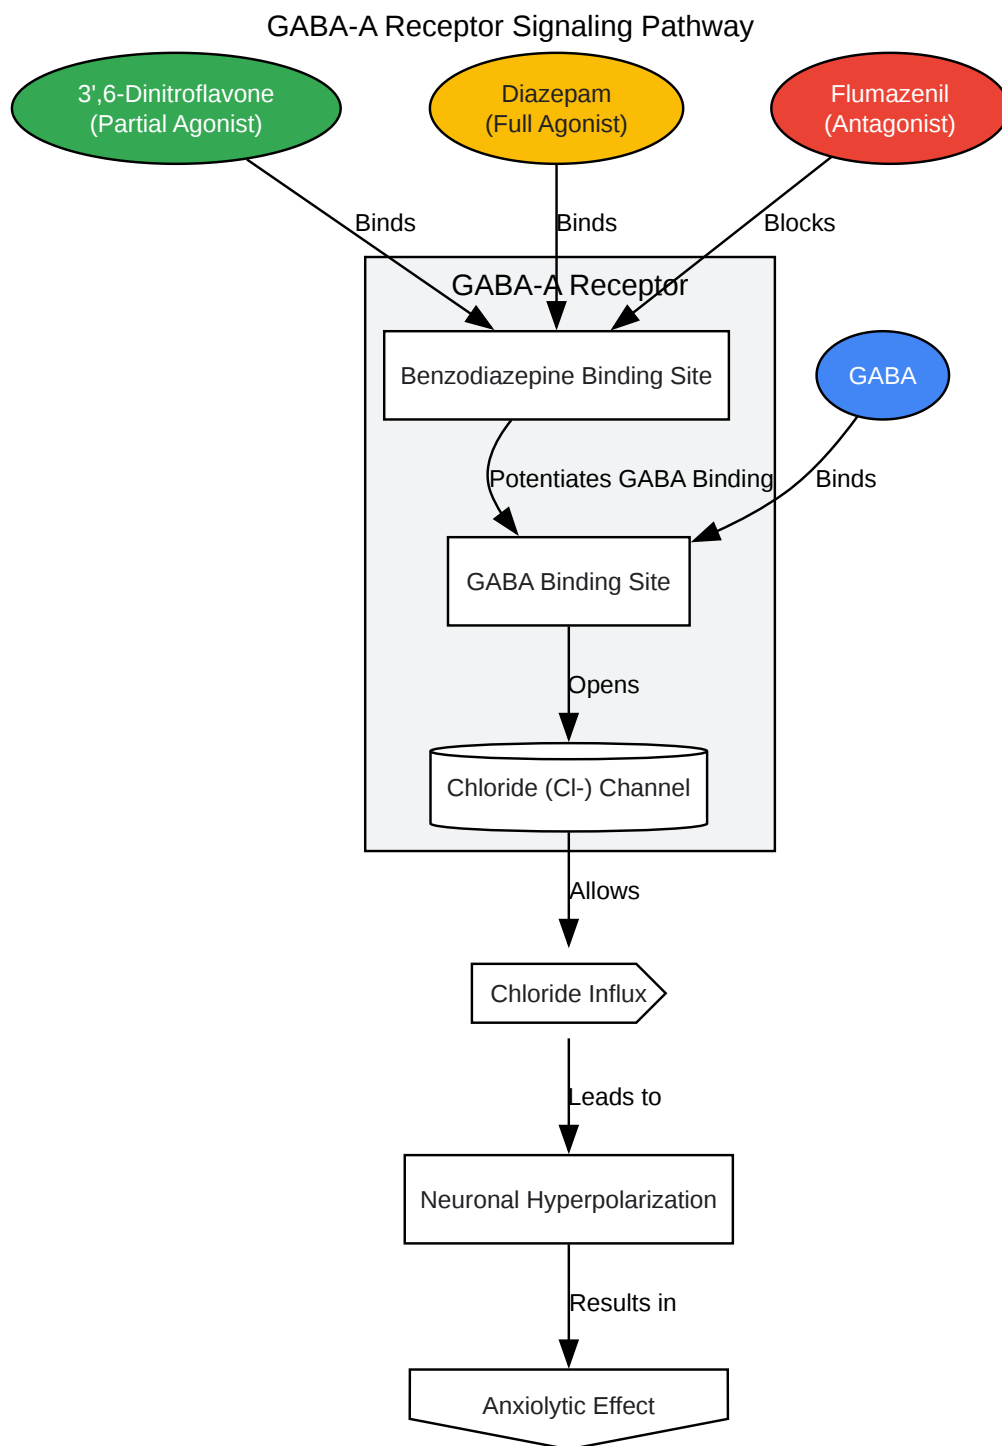 GABA-A Receptor Signaling Pathway
3',6-Dinitroflavone
(Partial Agonist)
Diazepam
(Full Agonist)
Flumazenil
(Antagonist)
Binds
Binds
Blocks
GABA-A Receptor
Benzodiazepine Binding Site
GABA
Potentiates GABA Binding
Binds
GABA Binding Site
Opens
Chloride (Cl-) Channel
Allows
Chloride Influx
Leads to
Neuronal Hyperpolarization
Results in
Anxiolytic Effect